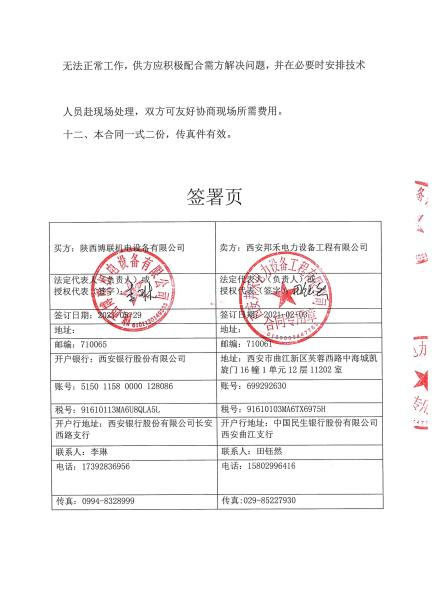 无法正常工作，供方应积极配合需方解决问题，并在必要时安排技术
人员赴现场处理，双方可友好协商现场所需费用。
十二、本合同一式二份，传真件有效。
签署页
买方：陕西博联机电设备有限公司
卖方：西安邦禾电力设备工程有限公司
法定代表人（负责人）或
授权代表（签字）：
法定代表人（负责人）或
授权代表（签字）：
签订日期：
签订日期：2021-02-03
地址：
地址：
邮编：710065
邮编：710061
开户银行：西安银行股份有限公司
地址：西安市曲江新区芙蓉西路中海城凯
旋门 16 幢 1 单元 12 层 11202 室
账号：5150 1158 0000 128086
账号：699292630
税号：91610113MA6U8QLA5L
税号：91610103MA6TX6975H
开户行地址：西安银行股份有限公司长安
西路支行
开户行地址：中国民生银行股份有限公司
西安曲江支行
联系人：李琳
联系人：田钰然
电话：17392836956
电话：15802996416
传真：0994-8328999
传真:029-85227930
合同专用章